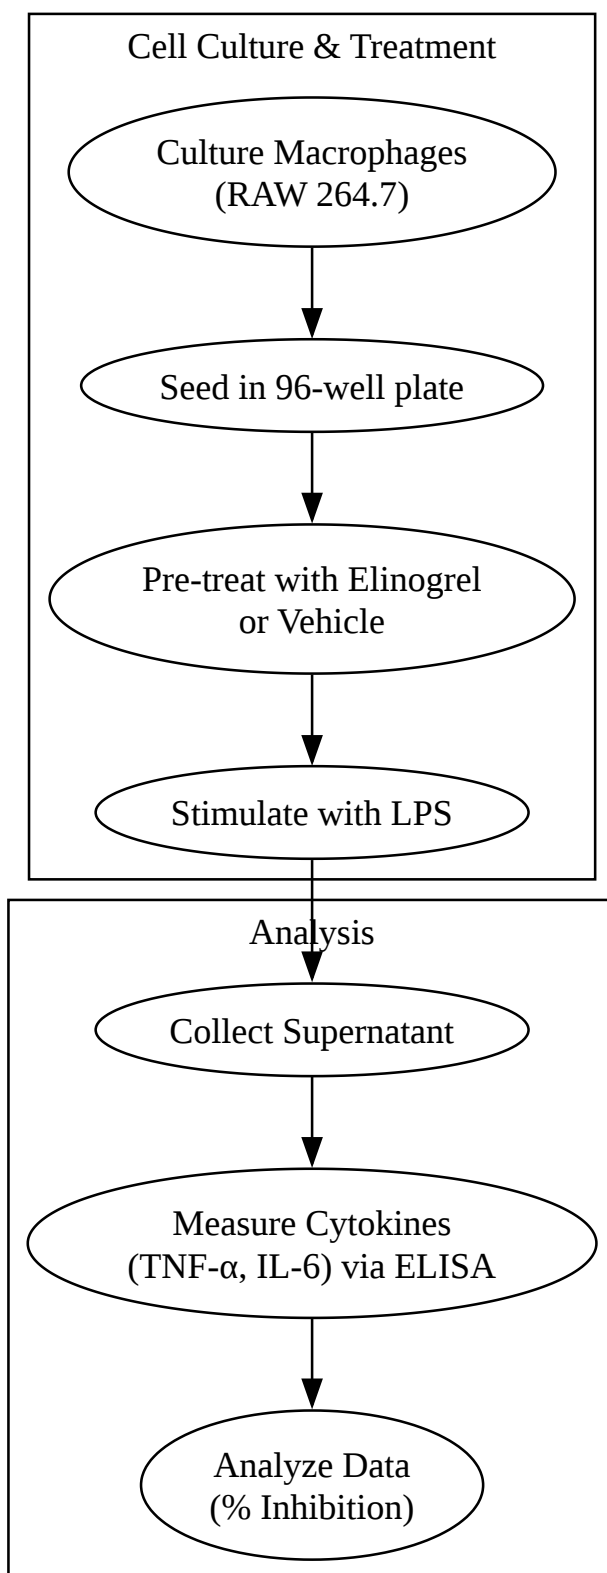 Cell Culture & Treatment
Culture Macrophages
(RAW 264.7)
Seed in 96-well plate
Pre-treat with Elinogrel
or Vehicle
Stimulate with LPS
Analysis
Collect Supernatant
Measure Cytokines
(TNF-α, IL-6) via ELISA
Analyze Data
(% Inhibition)